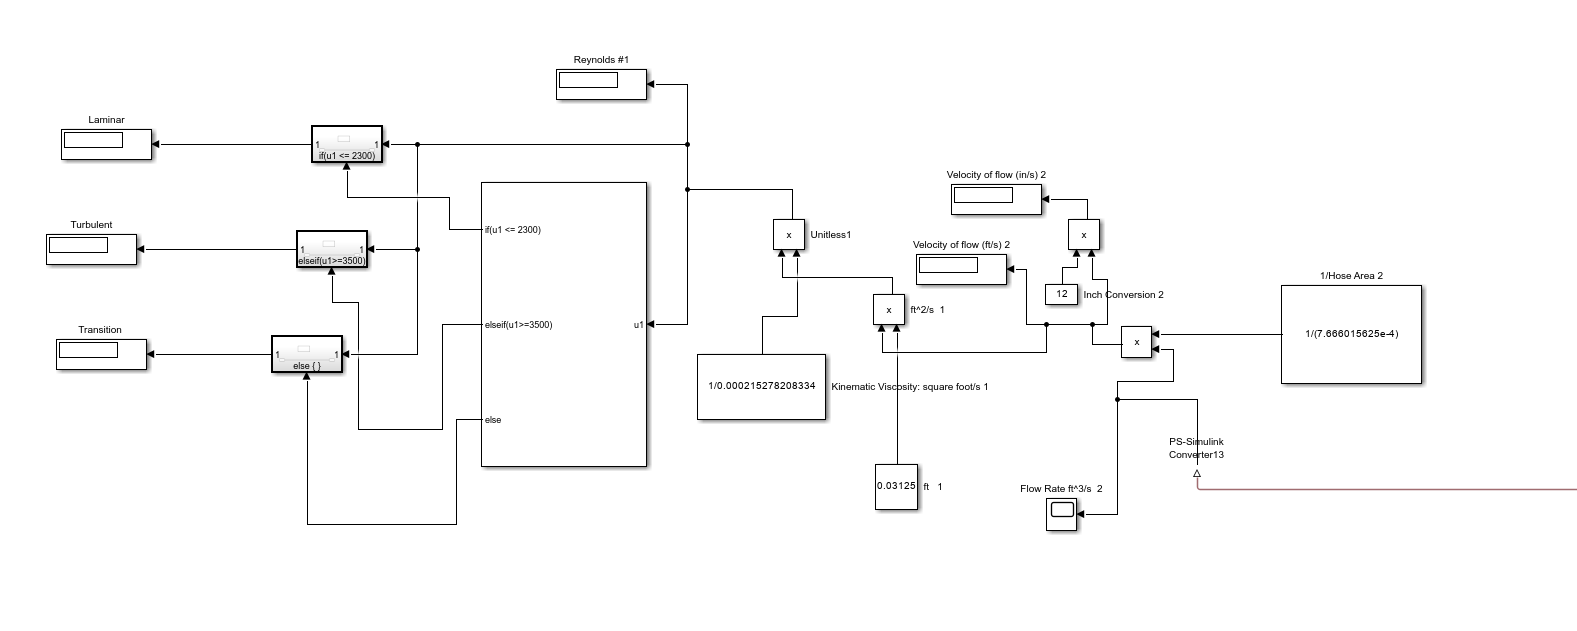 Reynolds #1
Laminar
1 1
if(u1 <= 2300)
Turbulent
1 1
elseif(u1>=3500)
Transition
1 1
else { }
if(u1 <= 2300)
elseif(u1>=3500)
u1
else
x
Unitless1
1/0.000215278208334
Kinematic Viscosity: square foot/s 1
x
ft^2/s 1
0.03125
ft 1
Velocity of flow (in/s) 2
Velocity of flow (ft/s) 2
x
12
Inch Conversion 2
x
1/Hose Area 2
1/(7.666015625e-4)
PS-Simulink
Converter13
Flow Rate ft^3/s 2